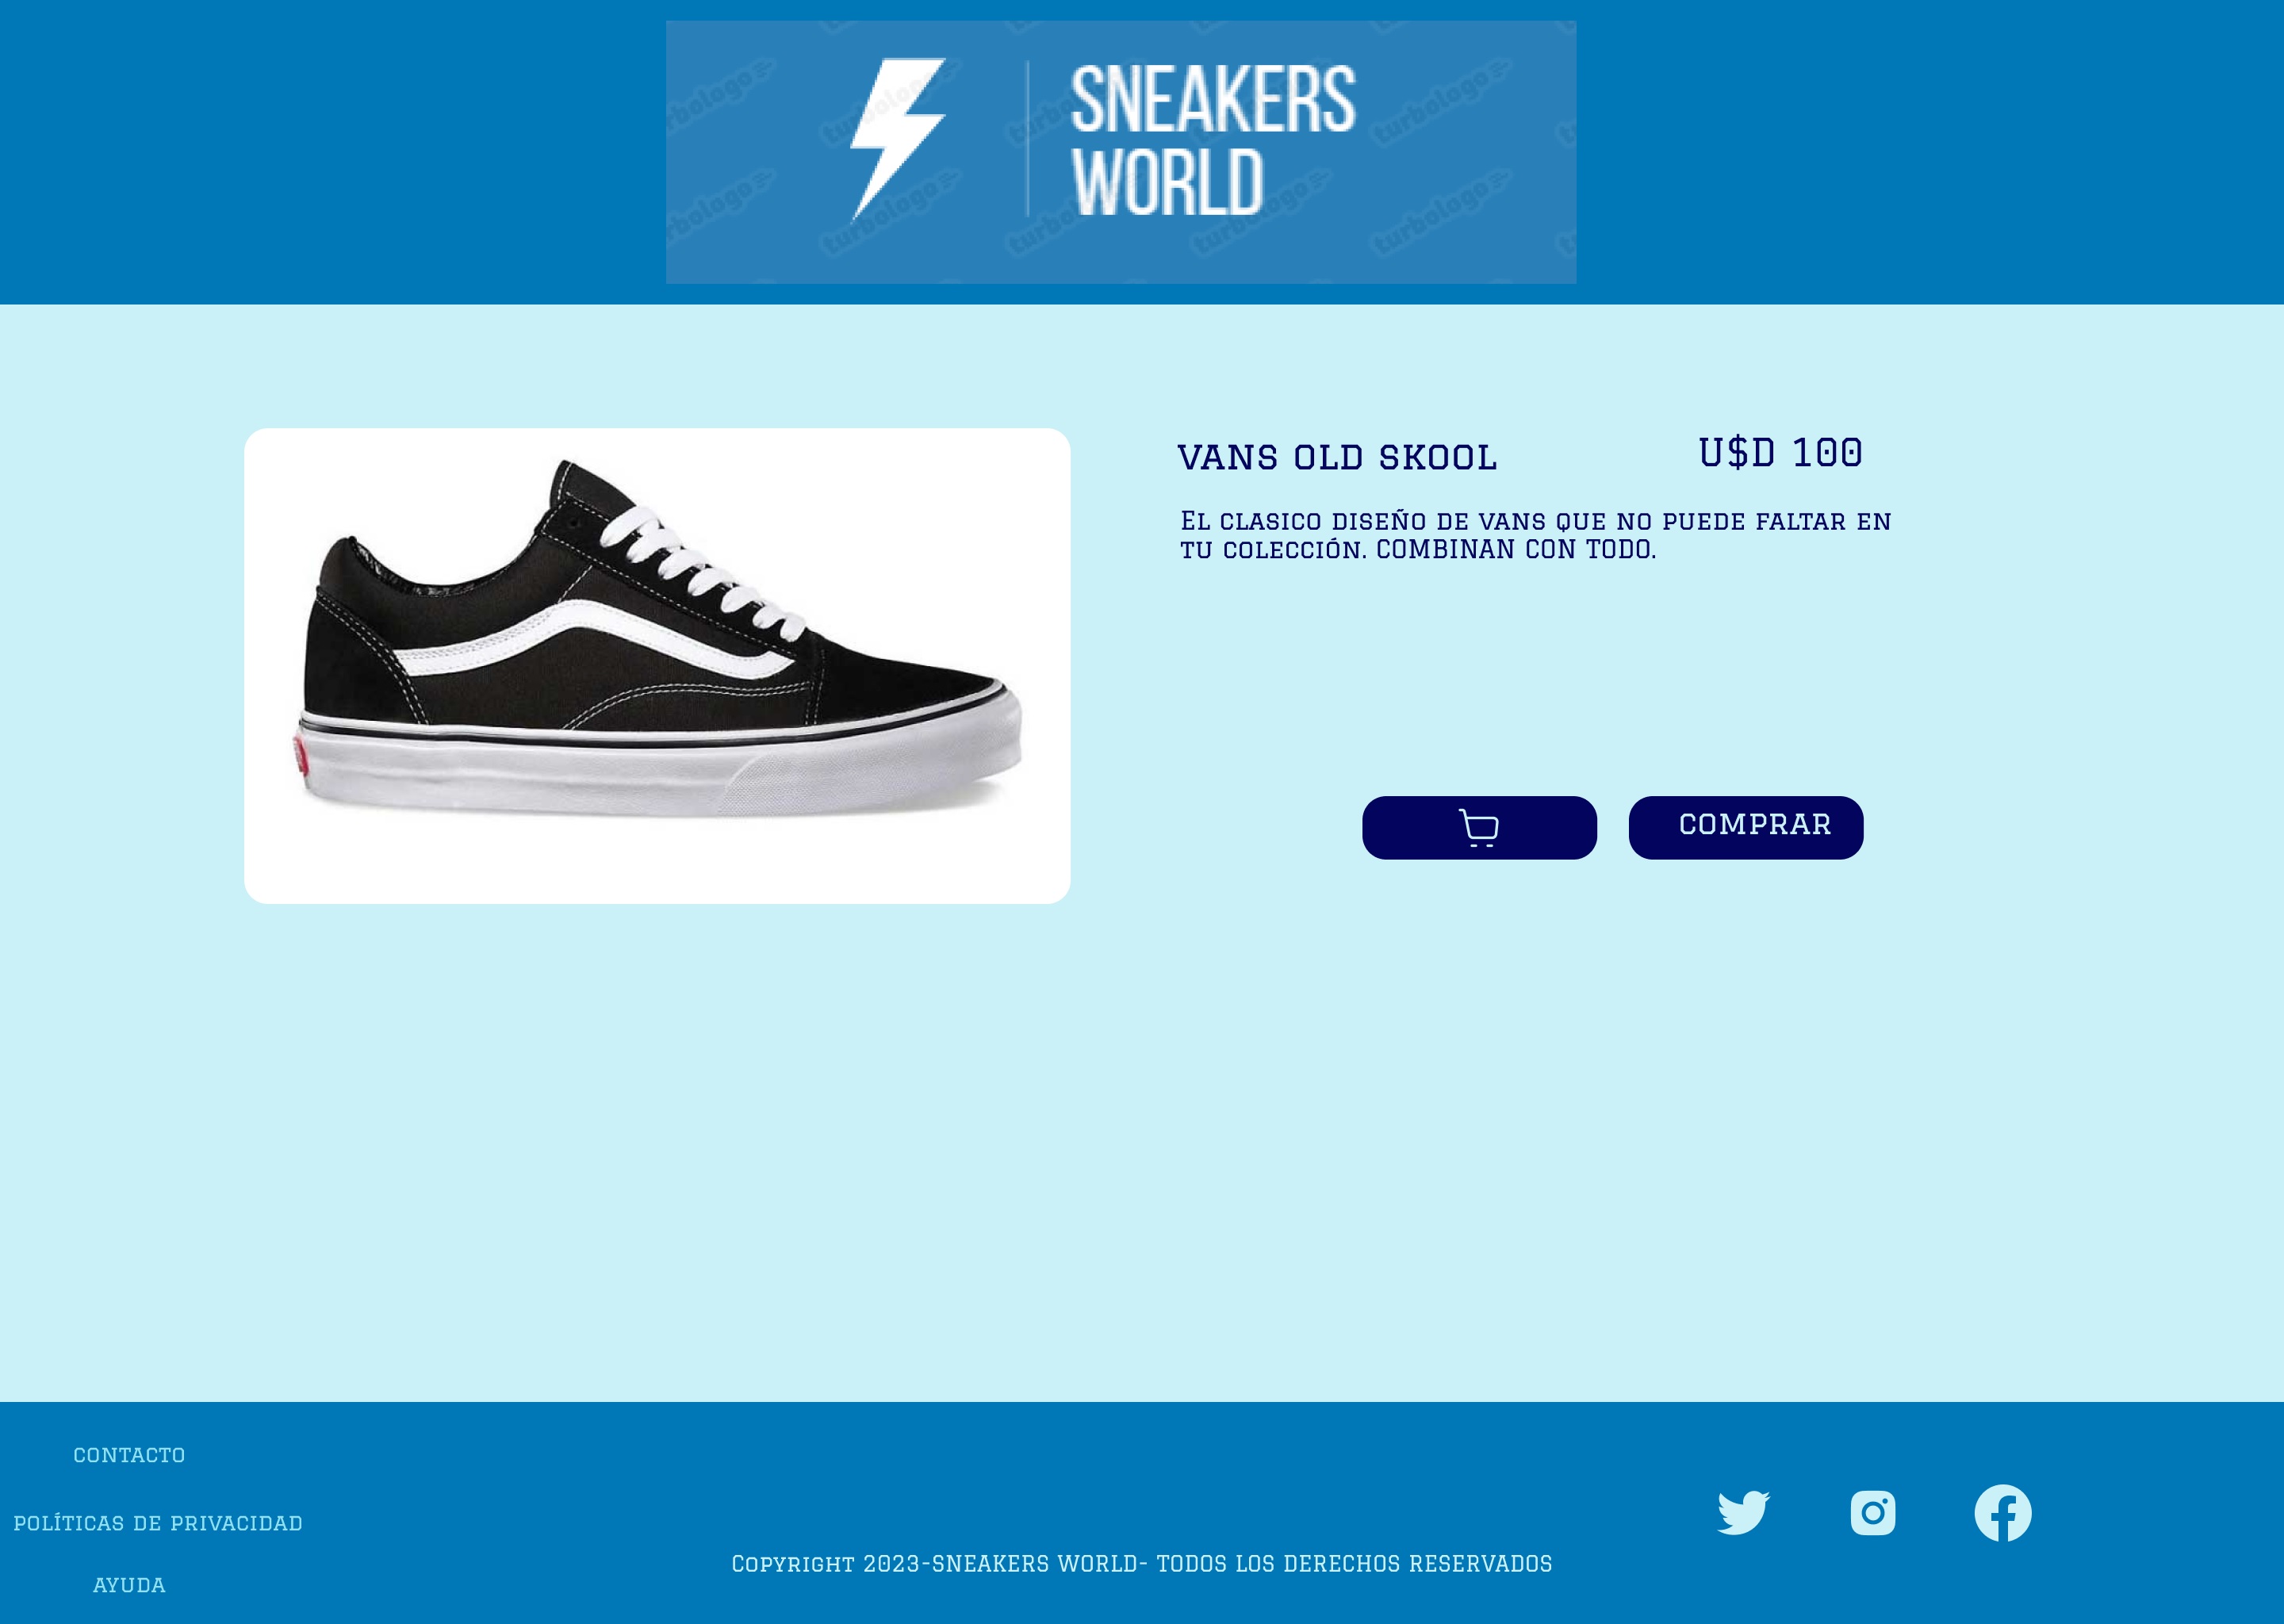 SNEAKERS
WORLD
turbologo
VANS OLD SKOOL
U$D 100
El clasico diseño de vans que no puede faltar en
tu colección. COMBINAN CON TODO.
COMPRAR
CONTACTO
POLÍTICAS DE PRIVACIDAD
AYUDA
Copyright 2023-SNEAKERS WORLD- TODOS LOS DERECHOS RESERVADOS